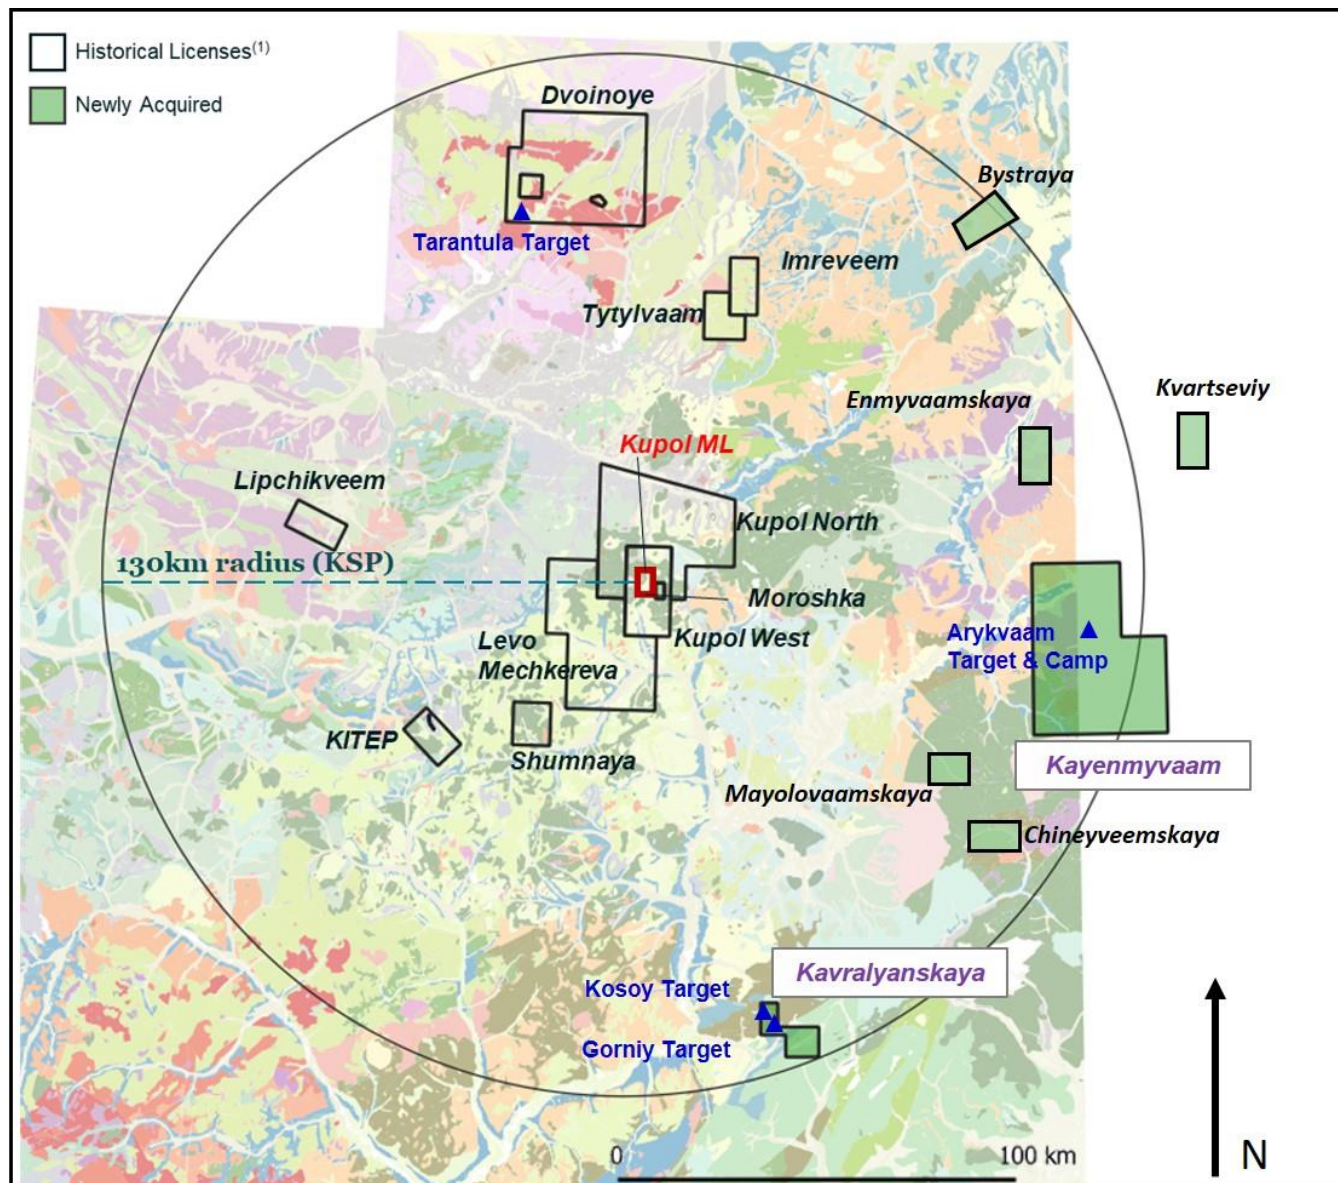 Historical Licenses(1)
Newly Acquired
Dvoinoye
Bystraya
Tarantula Target
Imreveem
Tytylvaam
Enmyvaamskaya
Kvartseviy
Kupol ML
Lipchikveem
Kupol North
130km radius (KSP)
Moroshka
Levo
Mechkereva
Kupol West
Arykvaam
Target & Camp
KITEP
Shumnaya
Kayenmyvaam
Mayolovaamskaya
Chineyveemskaya
Kavralyanskaya
Kosoy Target
Gorniy Target
0
100 km
N